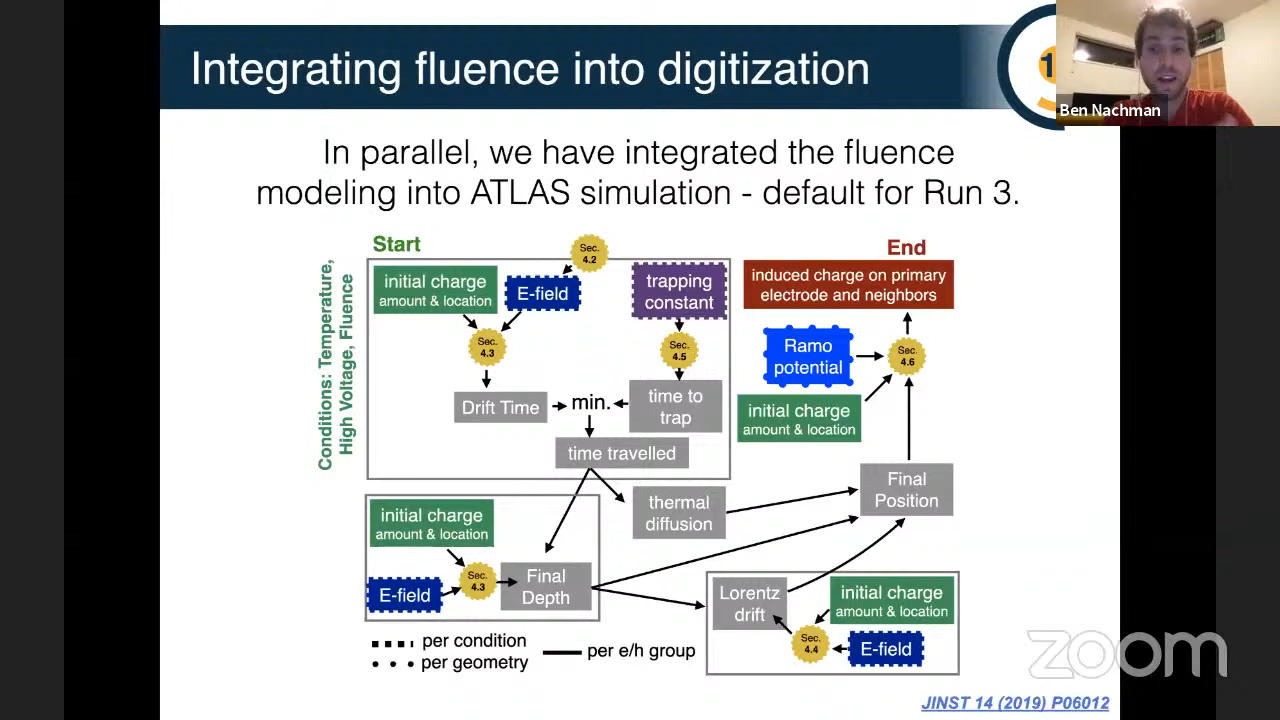 Integrating fluence into digitization
1
Ben Nachman
In parallel, we have integrated the fluence
modeling into ATLAS simulation - default for Run 3.
Start
End
Conditions: Temperature,
High Voltage, Fluence
Sec.
4.2
initial charge
amount & location
E-field
trapping
constant
Sec.
4.3
Sec.
4.5
Drift Time
min.
time to
trap
time travelled
induced charge on primary
electrode and neighbors
Ramo
potential
Sec.
4.6
initial charge
amount & location
Final
Position
thermal
diffusion
initial charge
amount & location
E-field
Sec.
4.3
Final
Depth
Lorentz
drift
initial charge
amount & location
Sec.
4.4
E-field
per condition
per geometry
per e/h group
zoom
JINST 14 (2019) P06012